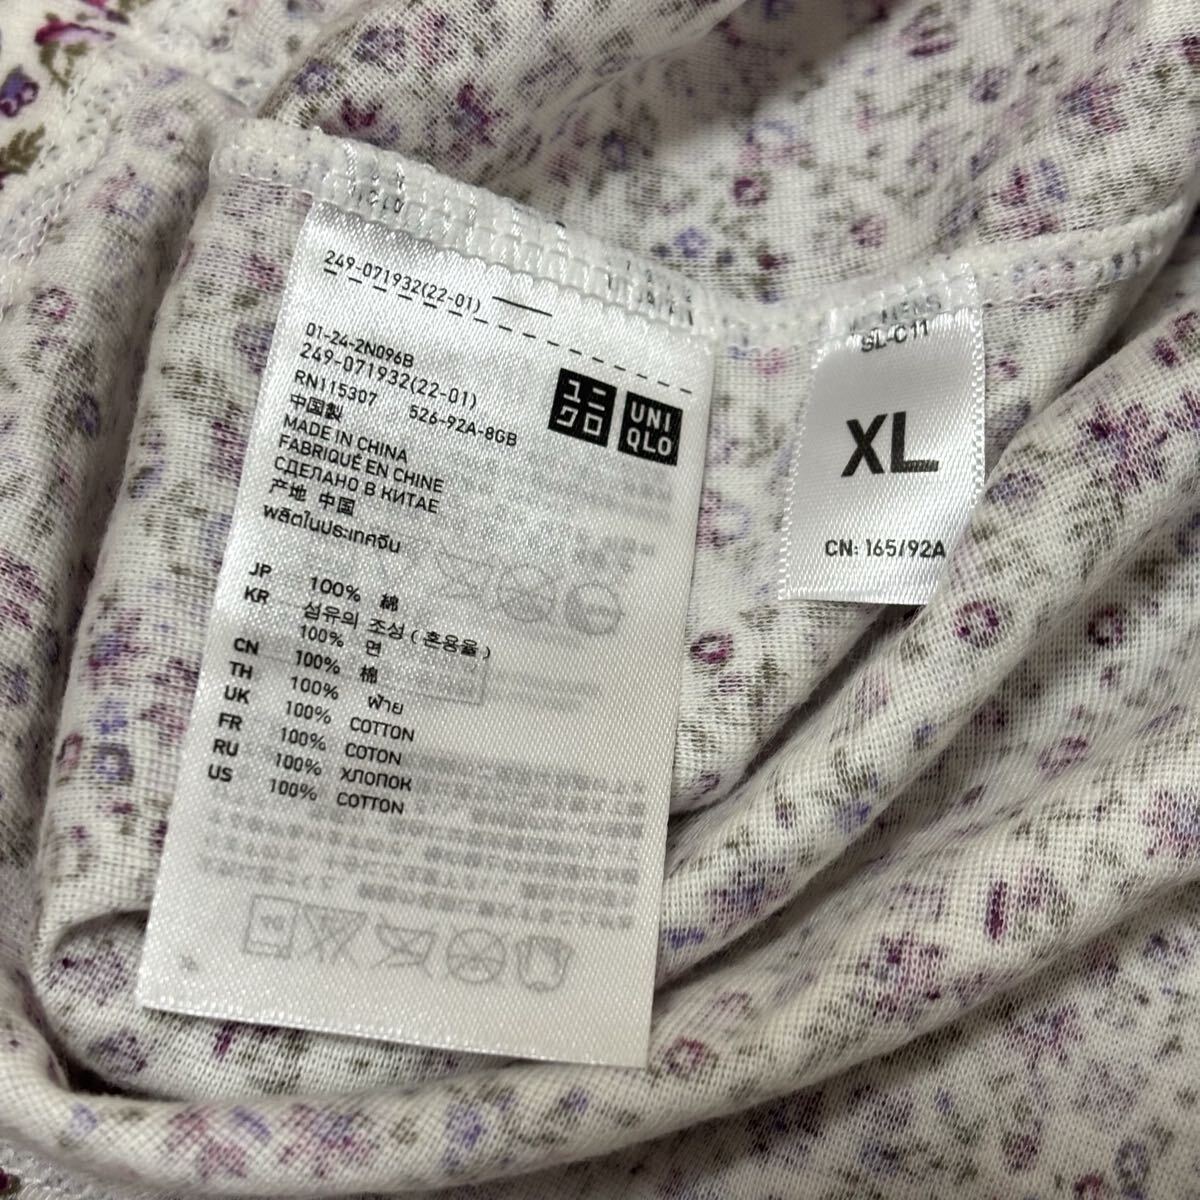 249-071932(22-01)
01-24-2N096B
249-071932(22-01)
RN115307 526-92A-8GB
ユニクロ
UNIQLO
中国製
MADE IN CHINA
FABRIQUÉ EN CHINE
СДЕЛАНО В КИТАЕ
产地 中国
ผลิตในประเทศจีน
JP 100% 綿
KR 섬유의 조성 ( 혼용율 )
100% 면
CN 100% 棉
TH 100% ฝ้าย
UK 100% COTTON
FR 100% COTON
RU 100% ХЛОПОК
US 100% COTTON
SL-C11
XL
CN: 165/92A